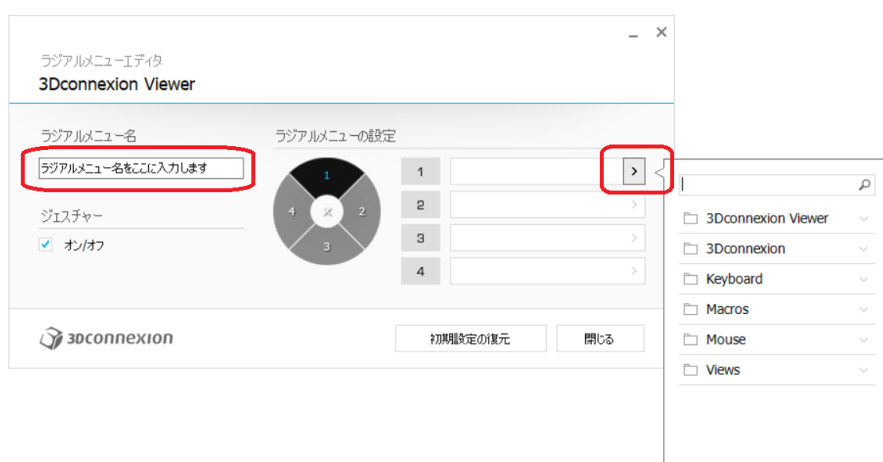 ラジアルメニューエディタ
3Dconnexion Viewer
ラジアルメニュー名
ラジアルメニュー名をここに入力します
ジェスチャー
オン/オフ
ラジアルメニューの設定
1
4 2
3
1
2
3
4
3Dconnexion
初期設定の復元
閉じる
3Dconnexion Viewer
3Dconnexion
Keyboard
Macros
Mouse
Views